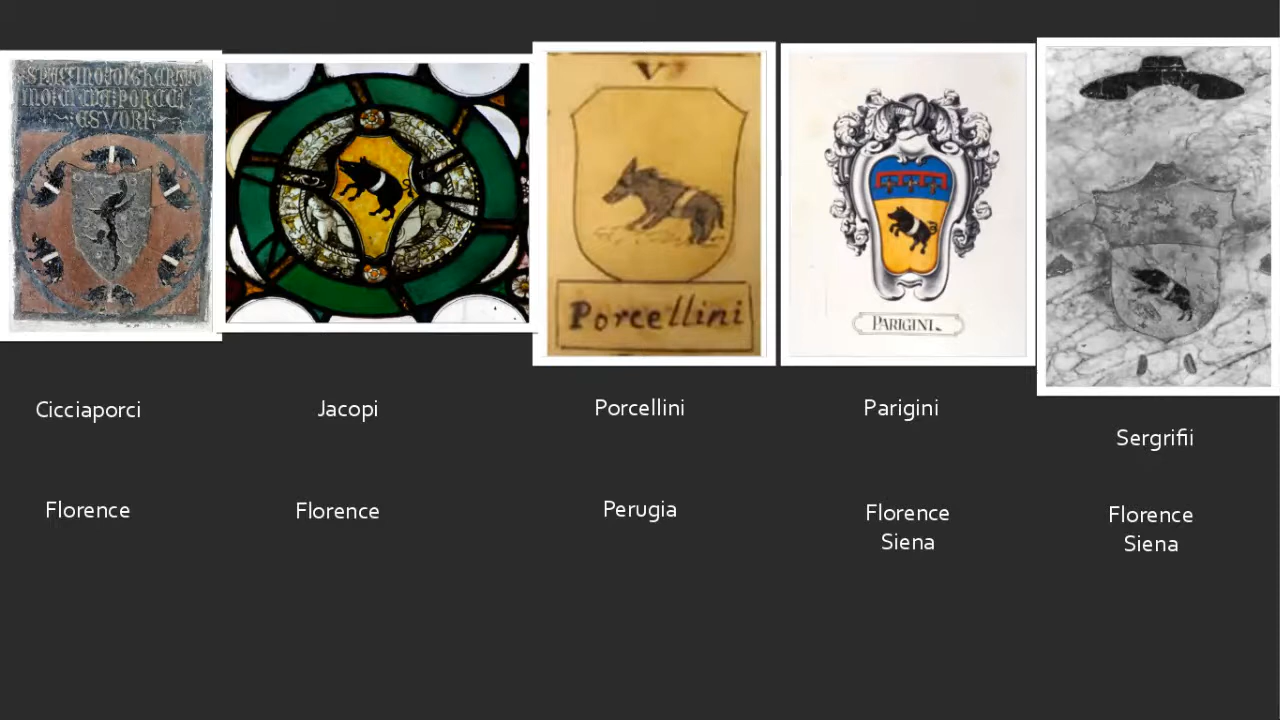 V
Porcellini
PARIGINI.
Cicciaporci
Jacopi
Porcellini
Parigini
Sergrifii
Florence
Florence
Perugia
Florence
Siena
Florence
Siena